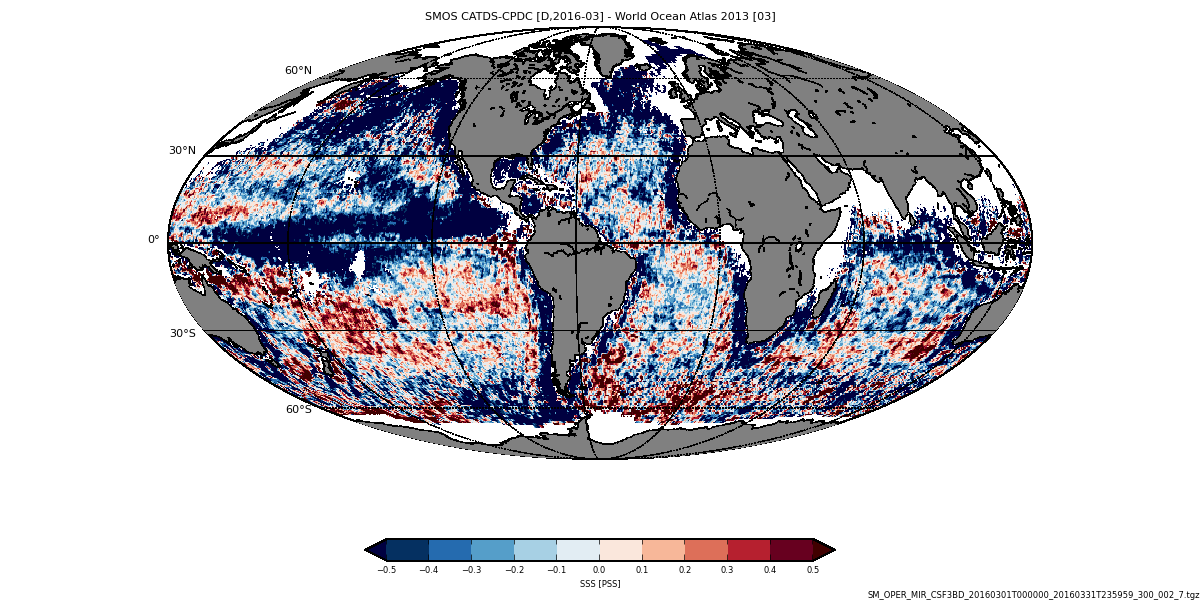 SMOS CATDS-CPDC [D,2016-03] - World Ocean Atlas 2013 [03]
60°N
30°N
0°
30°S
60°S
−0.5 −0.4 −0.3 −0.2 −0.1 0.0 0.1 0.2 0.3 0.4 0.5
SSS [PSS]
SM_OPER_MIR_CSF3BD_20160301T000000_20160331T235959_300_002_7.tgz